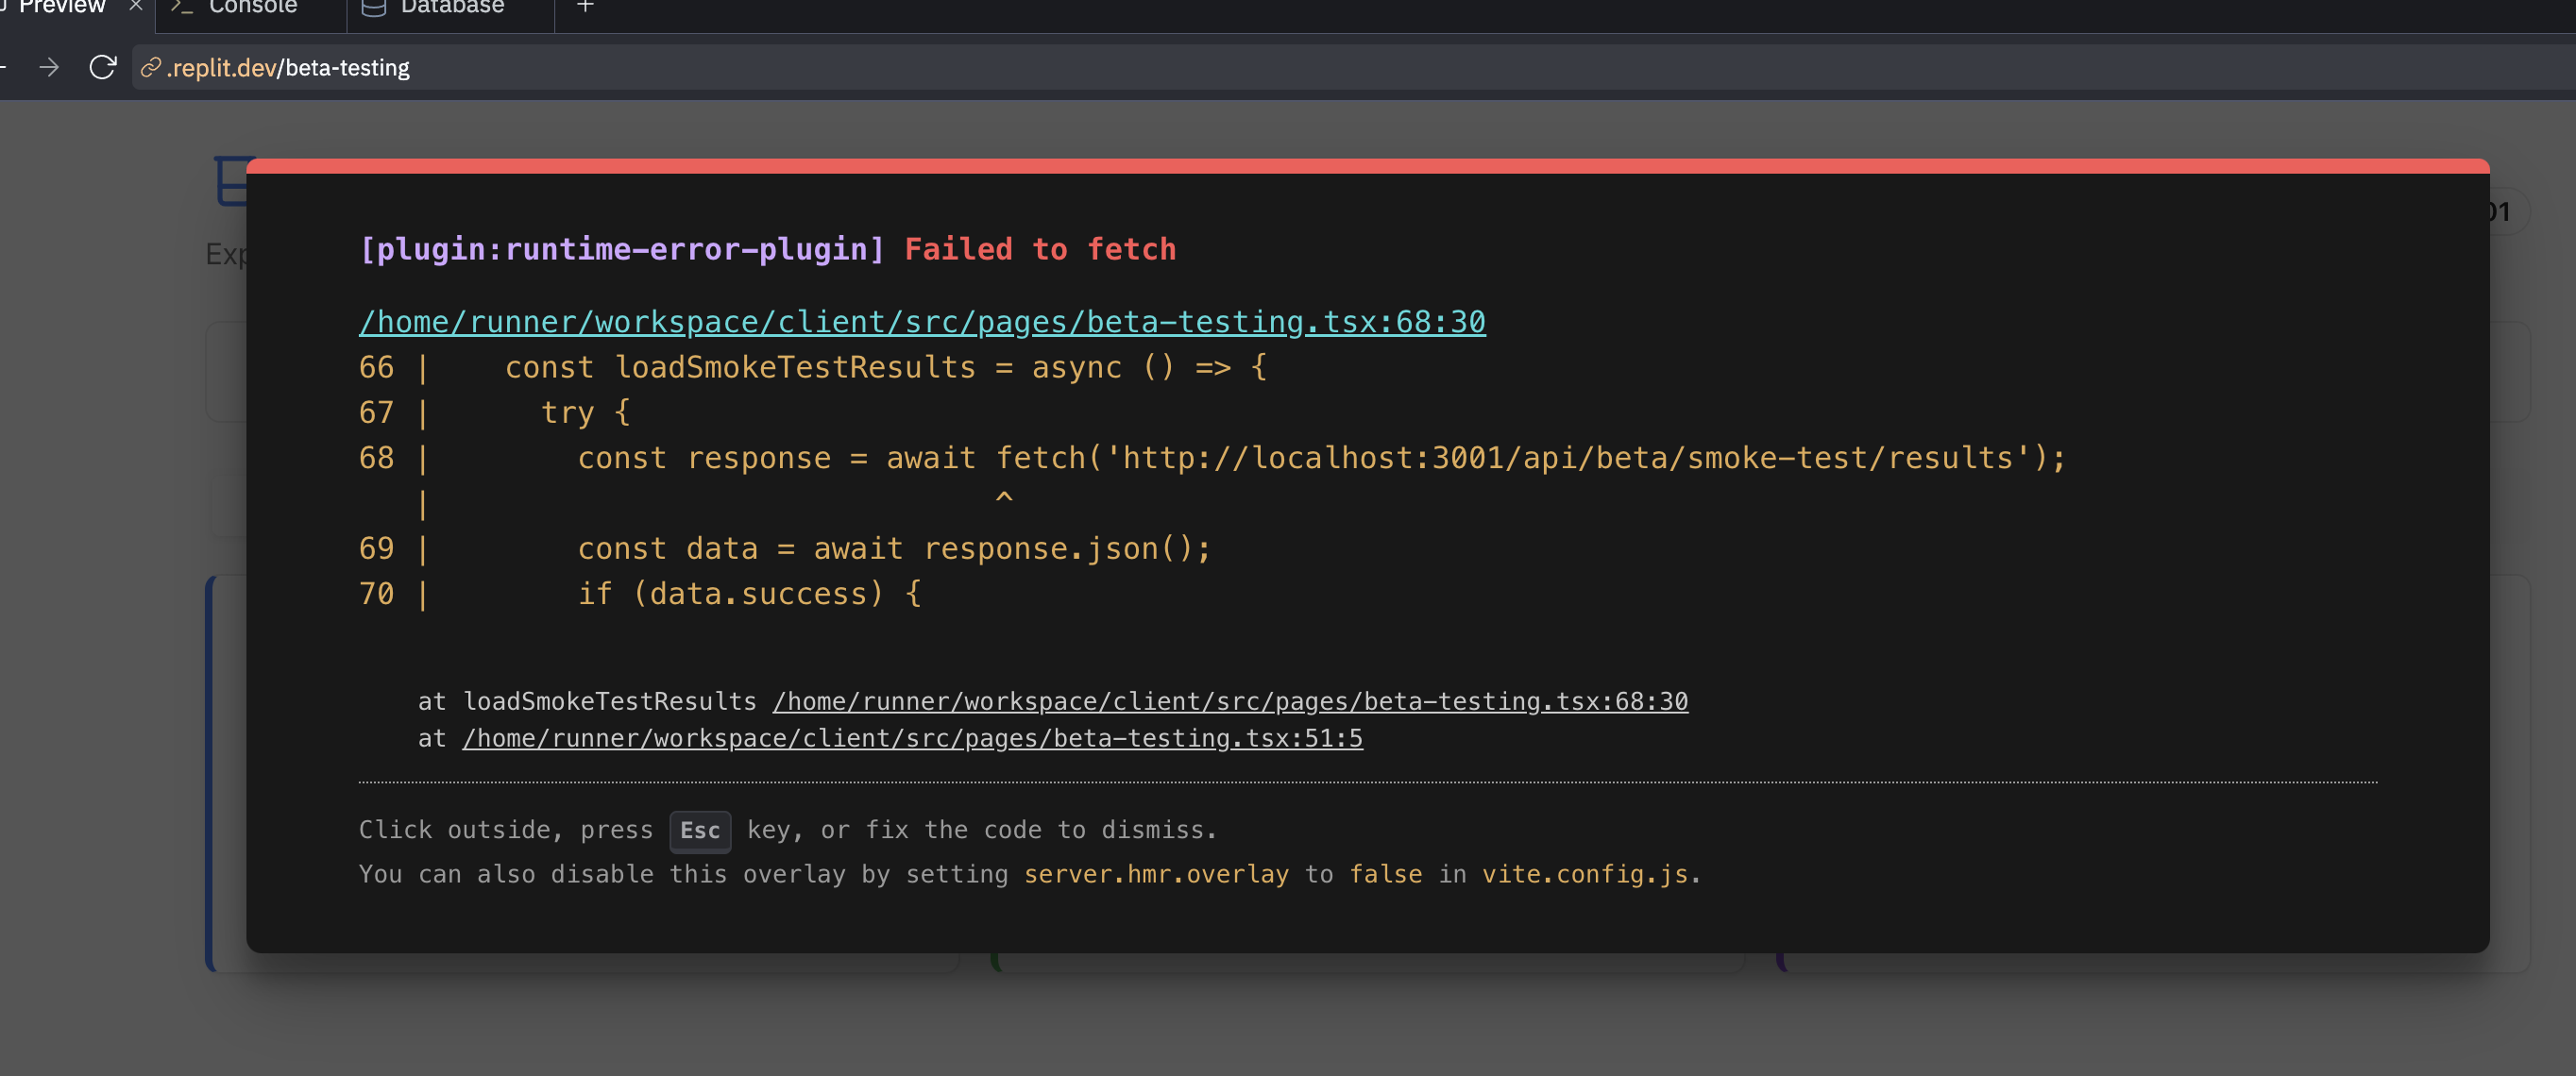 Preview × Console Database +
.replit.dev/beta-testing
01
Exp
[plugin:runtime-error-plugin] Failed to fetch
/home/runner/workspace/client/src/pages/beta-testing.tsx:68:30
66 |    const loadSmokeTestResults = async () => {
67 |      try {
68 |        const response = await fetch('http://localhost:3001/api/beta/smoke-test/results');
   |                               ^
69 |        const data = await response.json();
70 |        if (data.success) {
at loadSmokeTestResults /home/runner/workspace/client/src/pages/beta-testing.tsx:68:30
at /home/runner/workspace/client/src/pages/beta-testing.tsx:51:5
Click outside, press Esc key, or fix the code to dismiss.
You can also disable this overlay by setting server.hmr.overlay to false in vite.config.js.